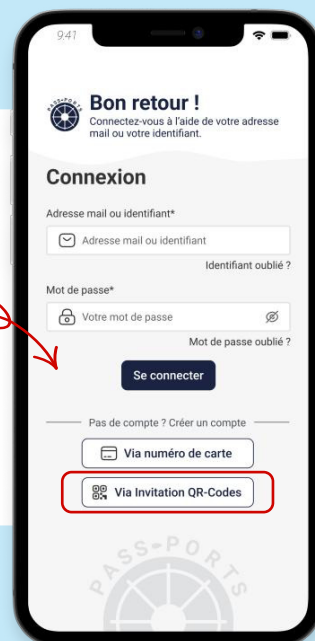 9.41
PASS-PORTS
Bon retour !
Connectez-vous à l'aide de votre adresse
mail ou votre identifiant.
Connexion
Adresse mail ou identifiant*
Adresse mail ou identifiant
Identifiant oublié ?
Mot de passe*
Votre mot de passe
Mot de passe oublié ?
Se connecter
Pas de compte ? Créer un compte
Via numéro de carte
Via Invitation QR-Codes
PASS-PORTS